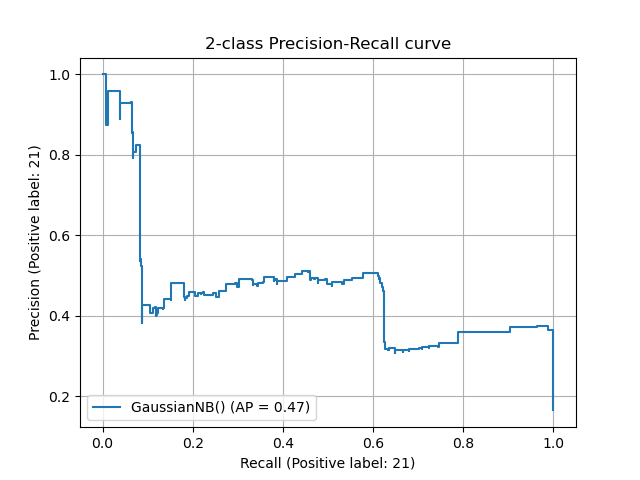 2-class Precision-Recall curve
1.0
0.8
0.6
0.4
0.2
Precision (Positive label: 21)
GaussianNB() (AP = 0.47)
0.0 0.2 0.4 0.6 0.8 1.0
Recall (Positive label: 21)